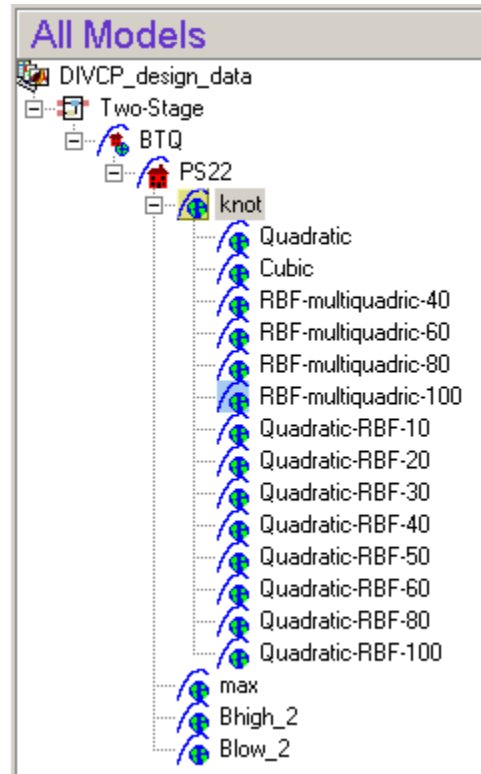 All Models
DIVCP_design_data
Two-Stage
BTQ
PS22
knot
Quadratic
Cubic
RBF-multiquadric-40
RBF-multiquadric-60
RBF-multiquadric-80
RBF-multiquadric-100
Quadratic-RBF-10
Quadratic-RBF-20
Quadratic-RBF-30
Quadratic-RBF-40
Quadratic-RBF-50
Quadratic-RBF-60
Quadratic-RBF-80
Quadratic-RBF-100
max
Bhigh_2
Blow_2